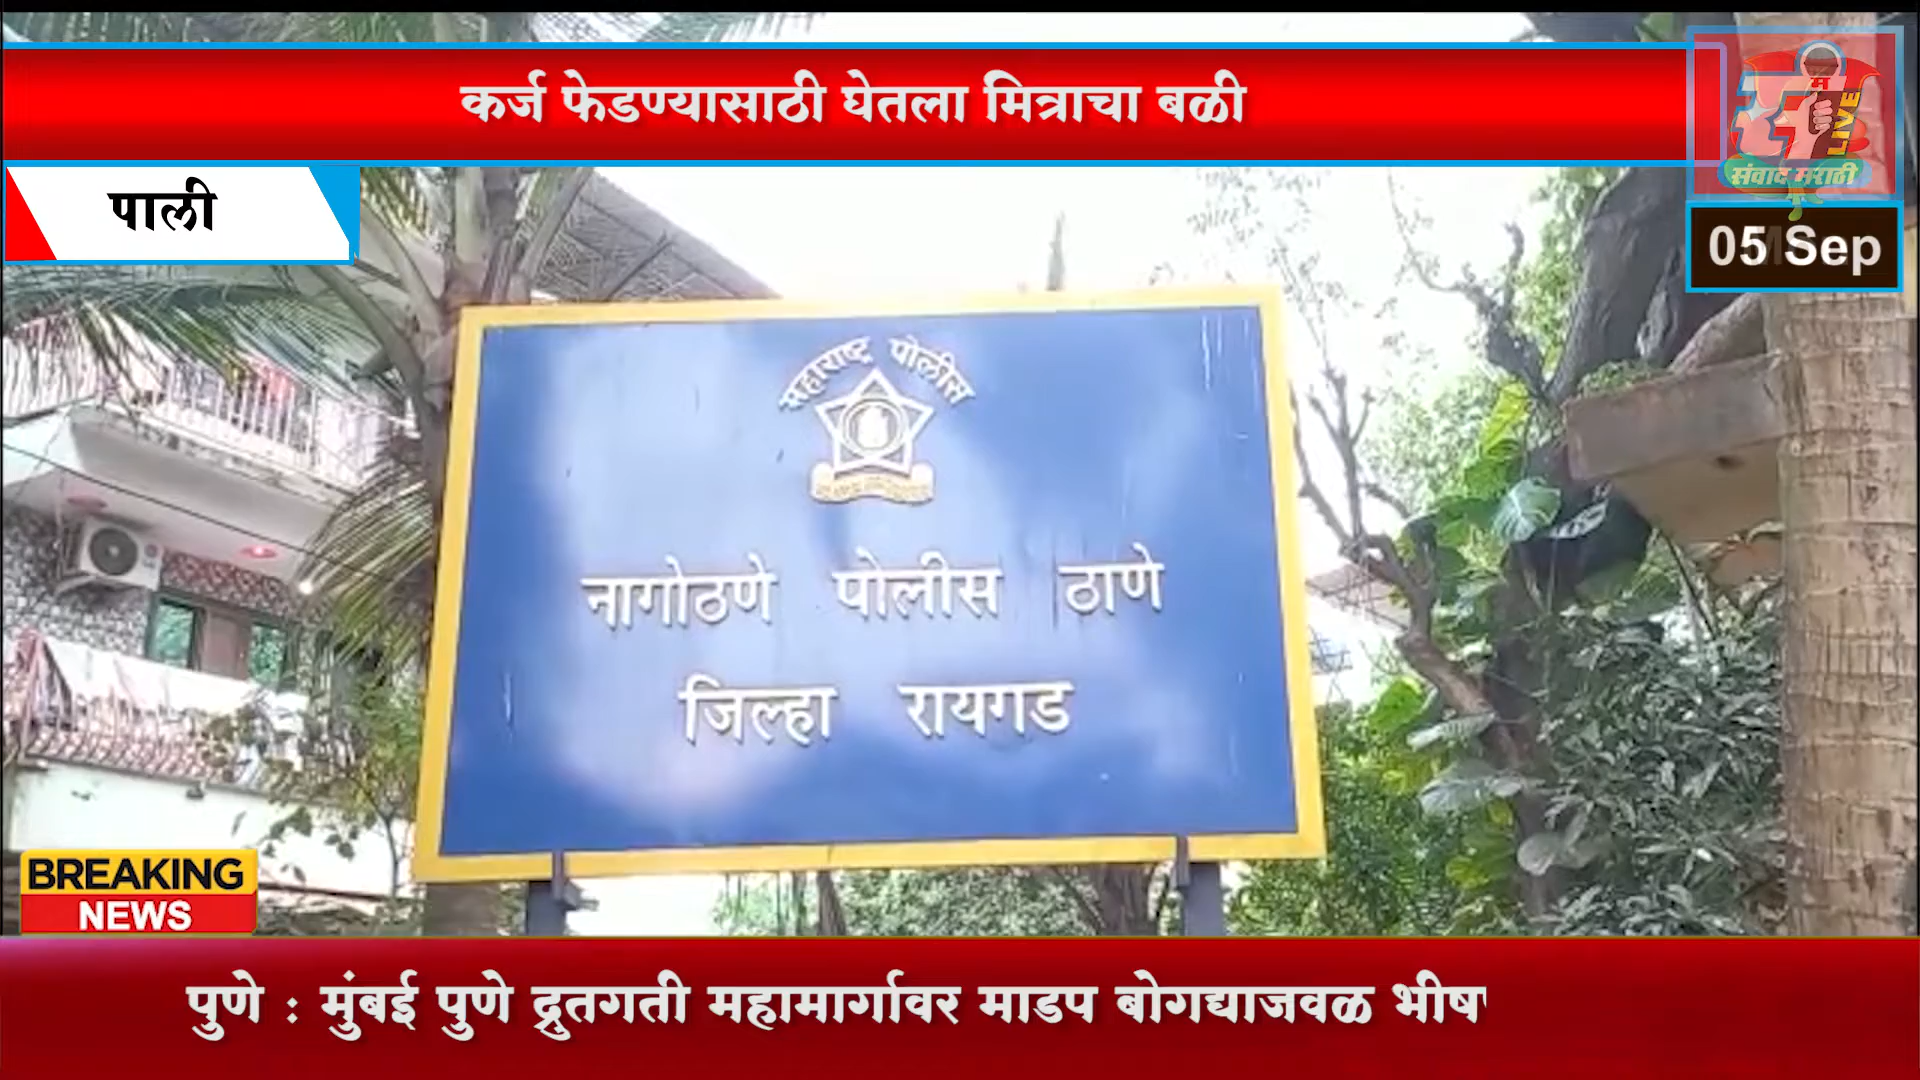 कर्ज फेडण्यासाठी घेतला मित्राचा बळी
म
LIVE
संवाद मराठी
पाली
05 Sep
महाराष्ट्र पोलीस
नागोठणे पोलीस ठाणे
जिल्हा रायगड
BREAKING
NEWS
पुणे : मुंबई पुणे द्रुतगती महामार्गावर माडप बोगद्याजवळ